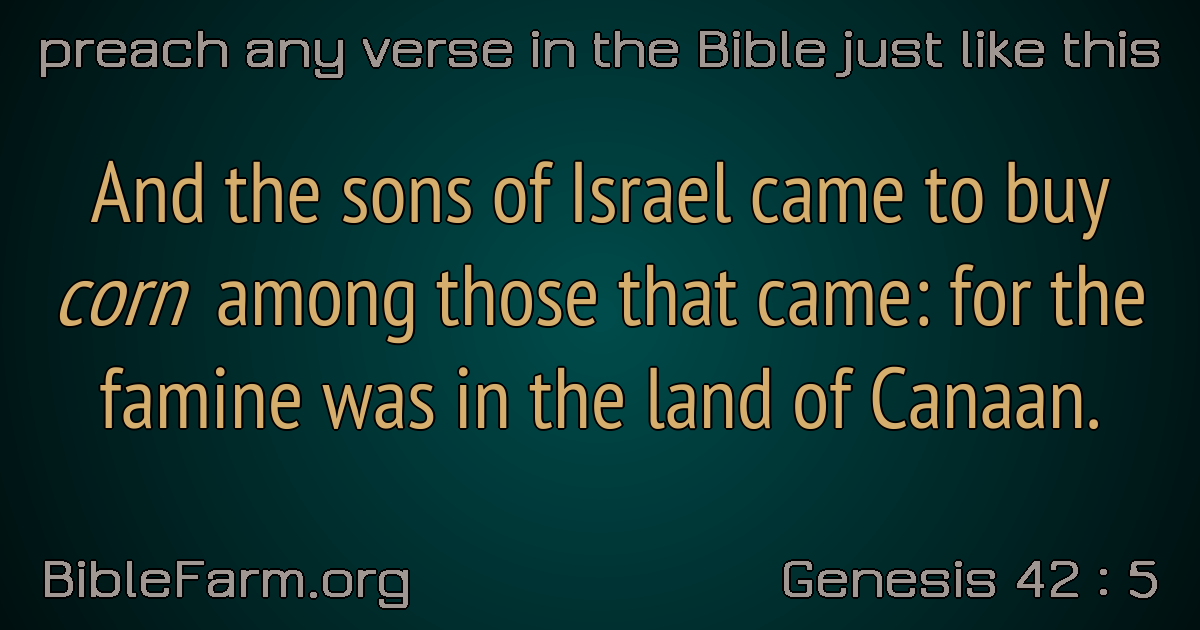 preach any verse in the Bible just like this
And the sons of Israel came to buy
corn among those that came: for the
famine was in the land of Canaan.
BibleFarm.org
Genesis 42 : 5